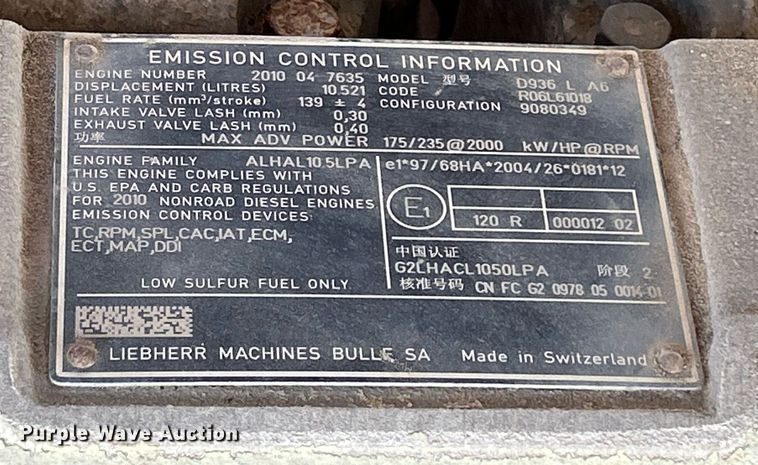 EMISSION CONTROL INFORMATION
ENGINE NUMBER 2010 04 7635 MODEL 型号 D936 L A6
DISPLACEMENT (LITRES) 10.521 CODE R06L61018
FUEL RATE (mm³/stroke) 139 ± 4 CONFIGURATION 9080349
INTAKE VALVE LASH (mm) 0,30
EXHAUST VALVE LASH (mm) 0,40
功率 MAX ADV POWER 175/235@2000 kW/HP@RPM
ENGINE FAMILY ALHAL10.5LPA e1*97/68HA*2004/26*0181*12
THIS ENGINE COMPLIES WITH
U.S. EPA AND CARB REGULATIONS
FOR 2010 NONROAD DIESEL ENGINES
EMISSION CONTROL DEVICES
TC,RPM,SPL,CAC,IAT,ECM,
ECT,MAP,DDI
LOW SULFUR FUEL ONLY
E1
120 R 000012 02
中国认证
G2LHACL1050LPA 阶段 2
核准号码 CN FC G2 0978 05 0014 01
LIEBHERR MACHINES BULLE SA Made in Switzerland
Purple Wave Auction